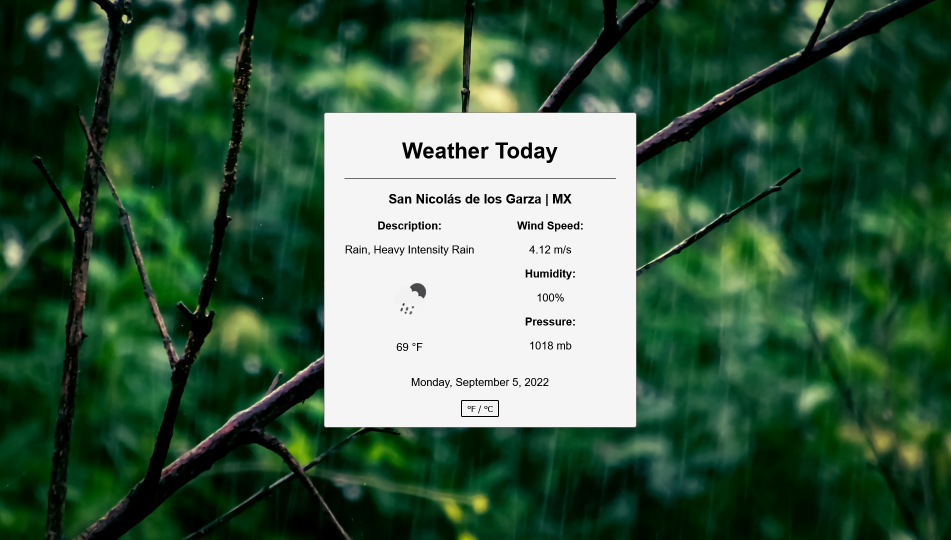 Weather Today
San Nicolás de los Garza | MX
Description:
Rain, Heavy Intensity Rain
69 °F
Wind Speed:
4.12 m/s
Humidity:
100%
Pressure:
1018 mb
Monday, September 5, 2022
°F / °C